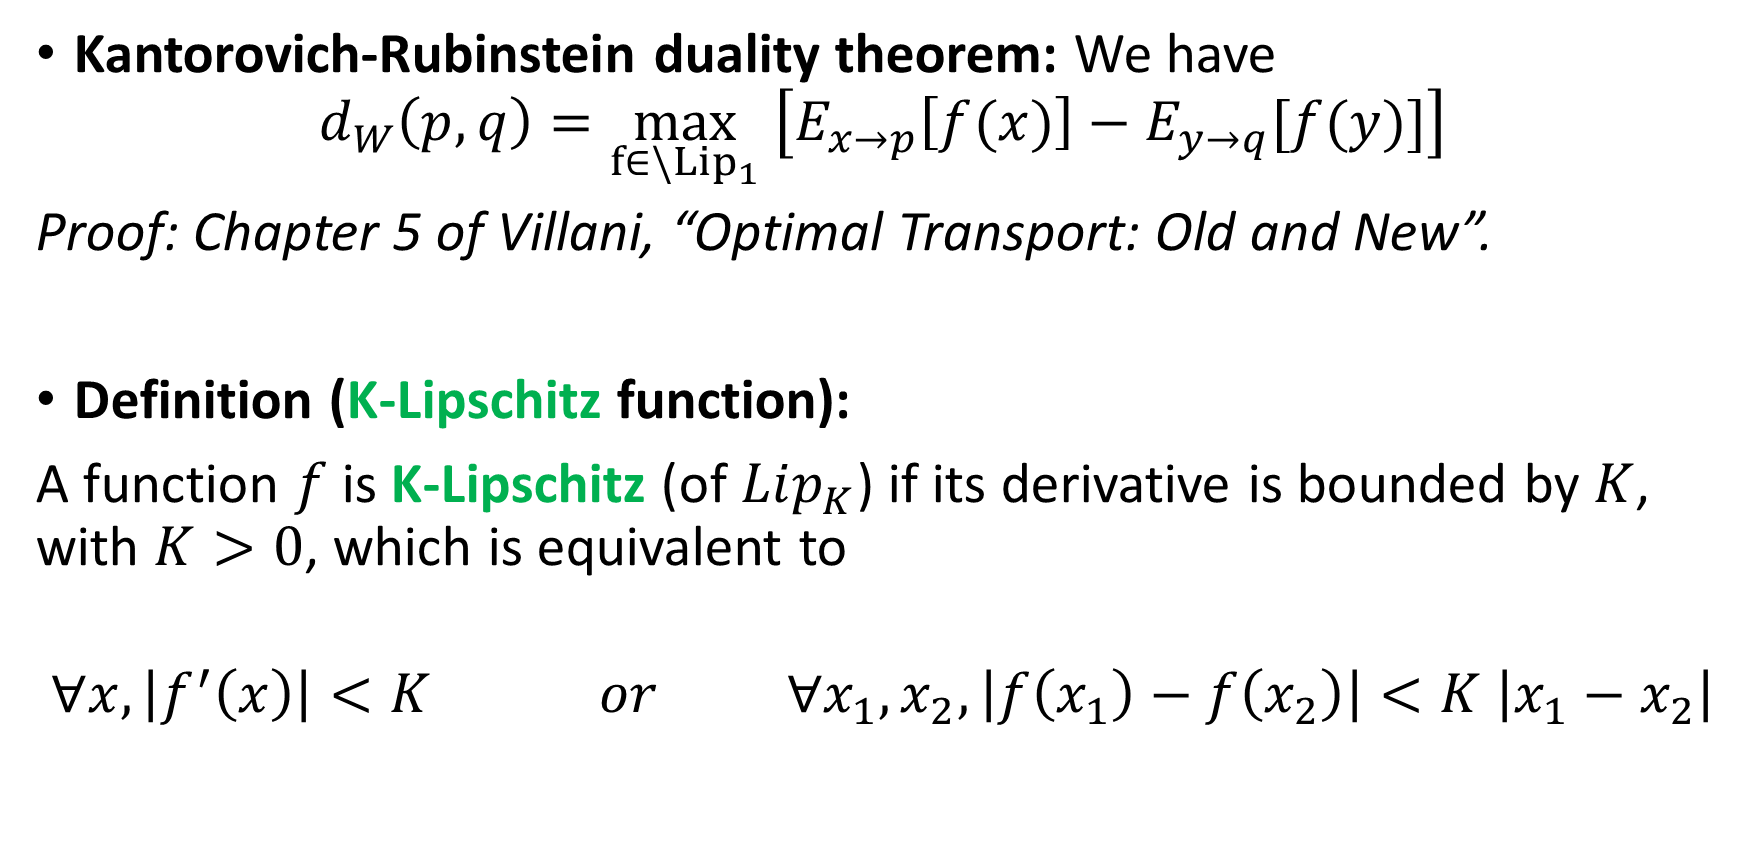 • Kantorovich-Rubinstein duality theorem: We have
d_W(p, q) = max_{f∈\Lip_1} [E_{x→p}[f(x)] − E_{y→q}[f(y)]]
Proof: Chapter 5 of Villani, “Optimal Transport: Old and New”.
• Definition (K-Lipschitz function):
A function f is K-Lipschitz (of Lip_K) if its derivative is bounded by K,
with K > 0, which is equivalent to
∀x, |f′(x)| < K or ∀x_1, x_2, |f(x_1) − f(x_2)| < K |x_1 − x_2|